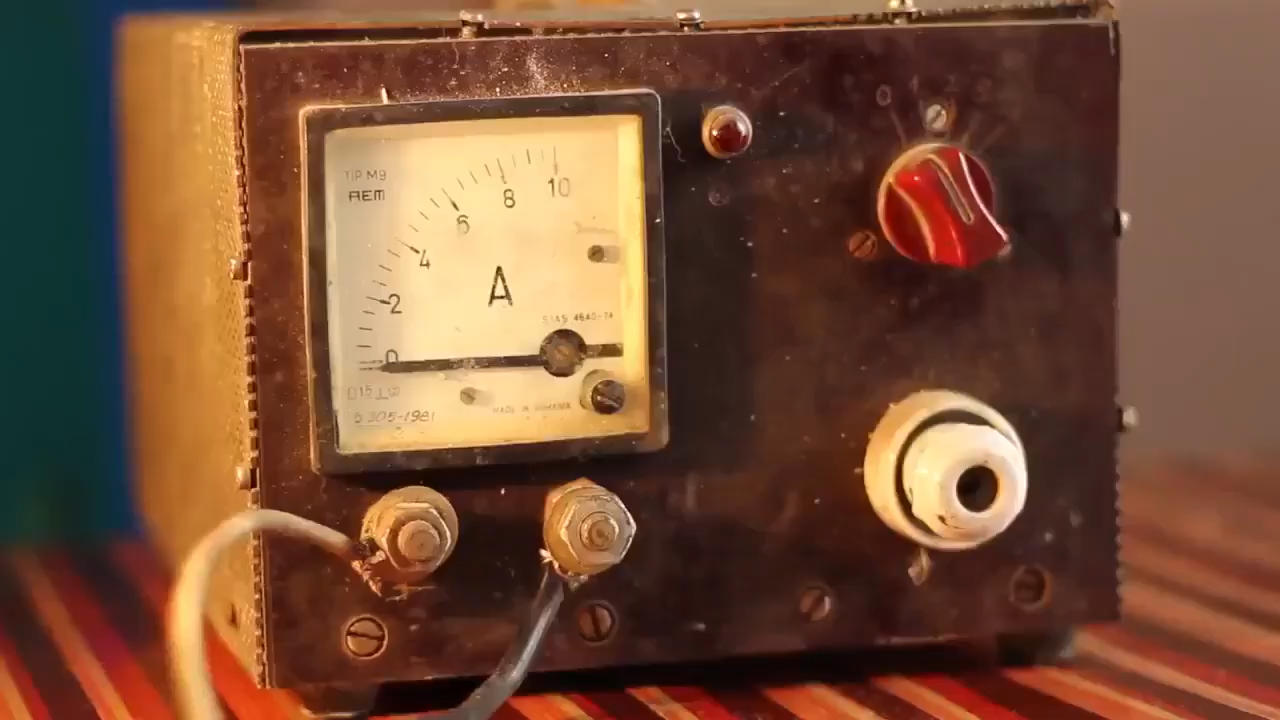 TIP M9
AEM
0 2 4 6 8 10
A
STAS 4640-74
MADE IN ROMANIA